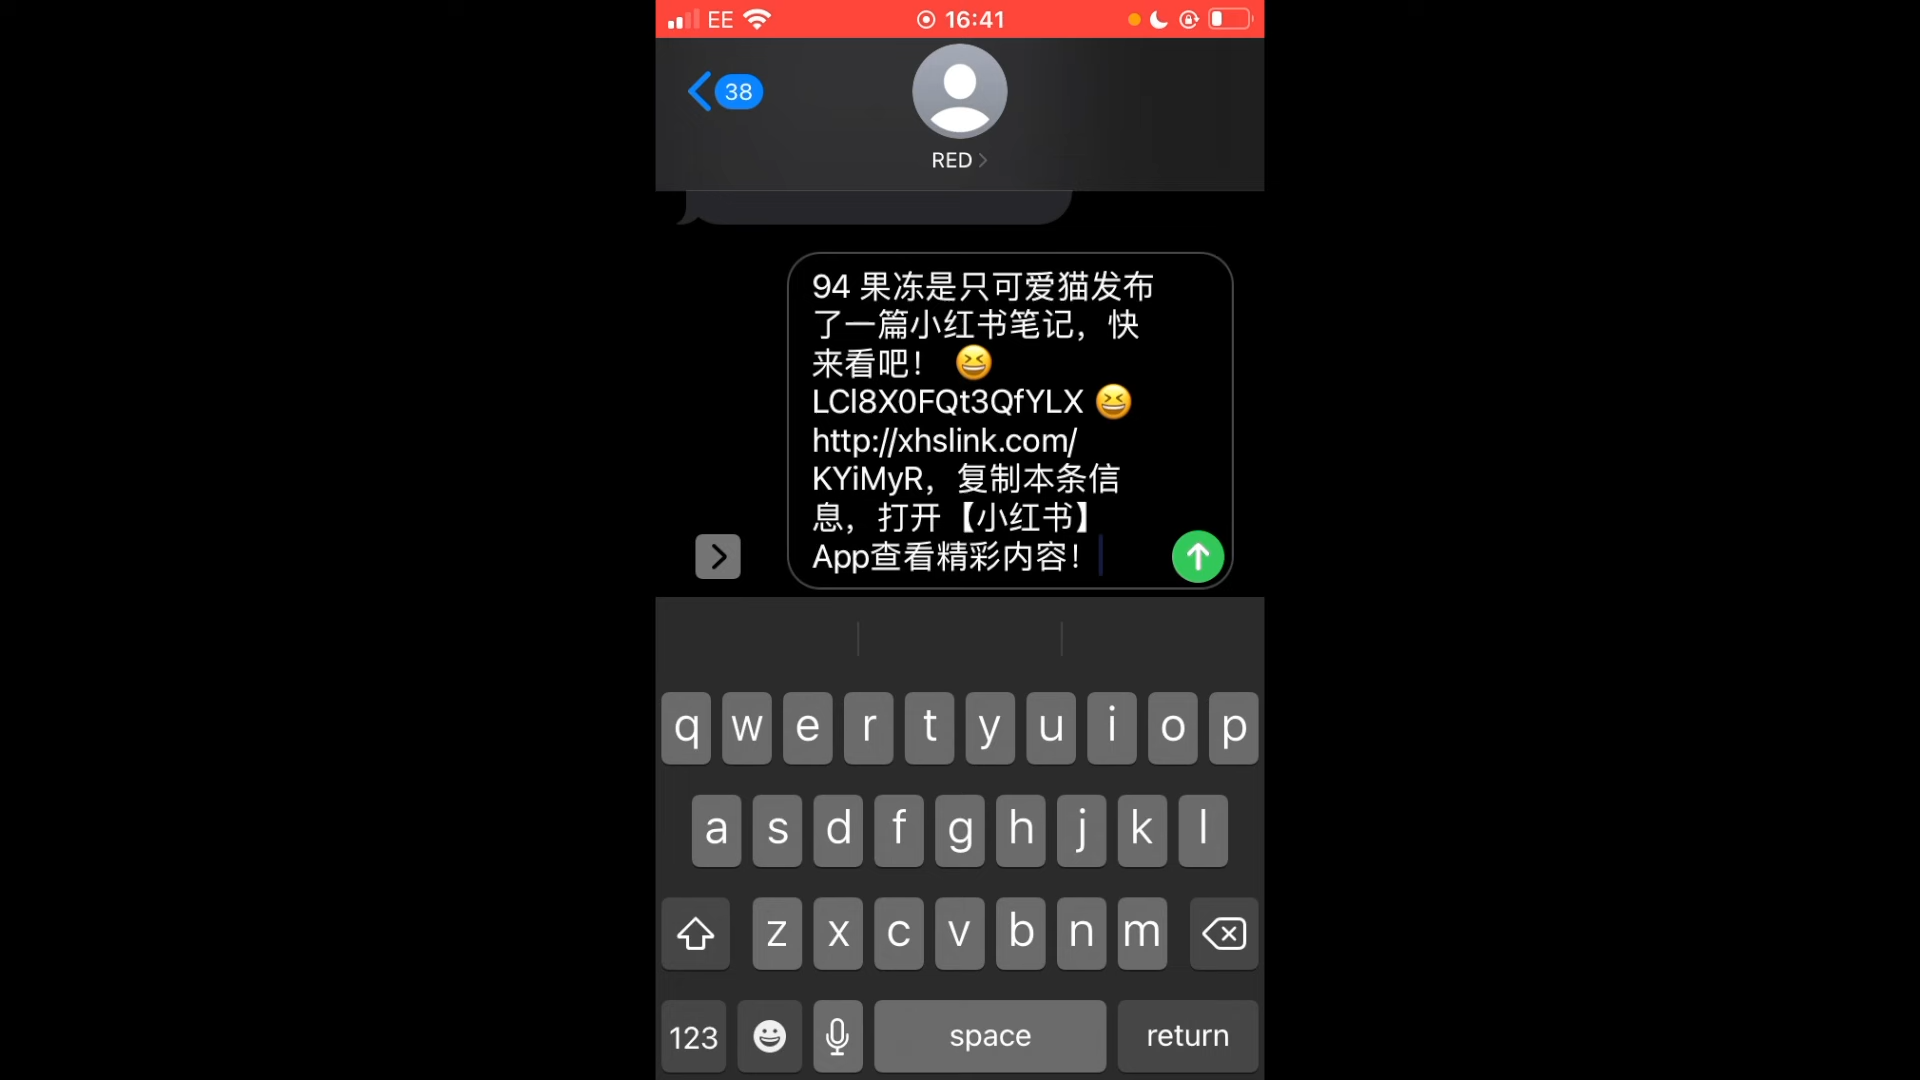 EE 16:41
38
RED
94 果冻是只可爱猫发布
了一篇小红书笔记，快
来看吧！ 😆
LCl8X0FQt3QfYLX 😆
http://xhslink.com/
KYiMyR，复制本条信
息，打开【小红书】
App查看精彩内容！
q w e r t y u i o p
a s d f g h j k l
z x c v b n m
123 space return